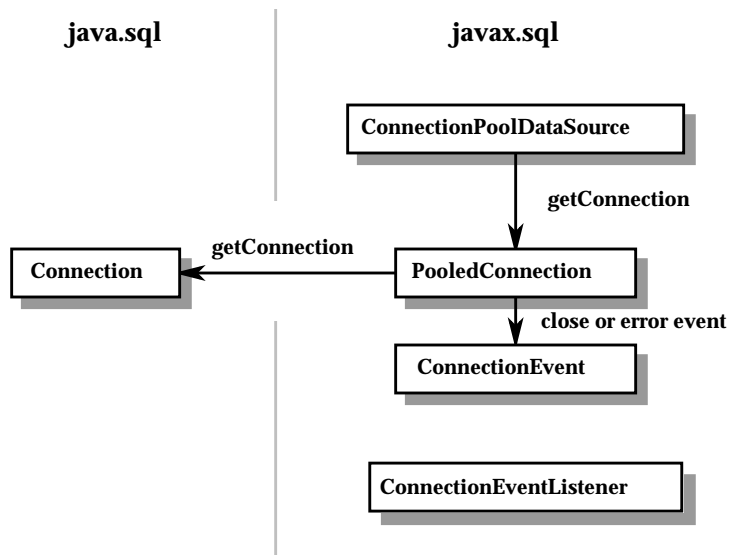 java.sql
javax.sql
ConnectionPoolDataSource
getConnection
getConnection
Connection
PooledConnection
close or error event
ConnectionEvent
ConnectionEventListener